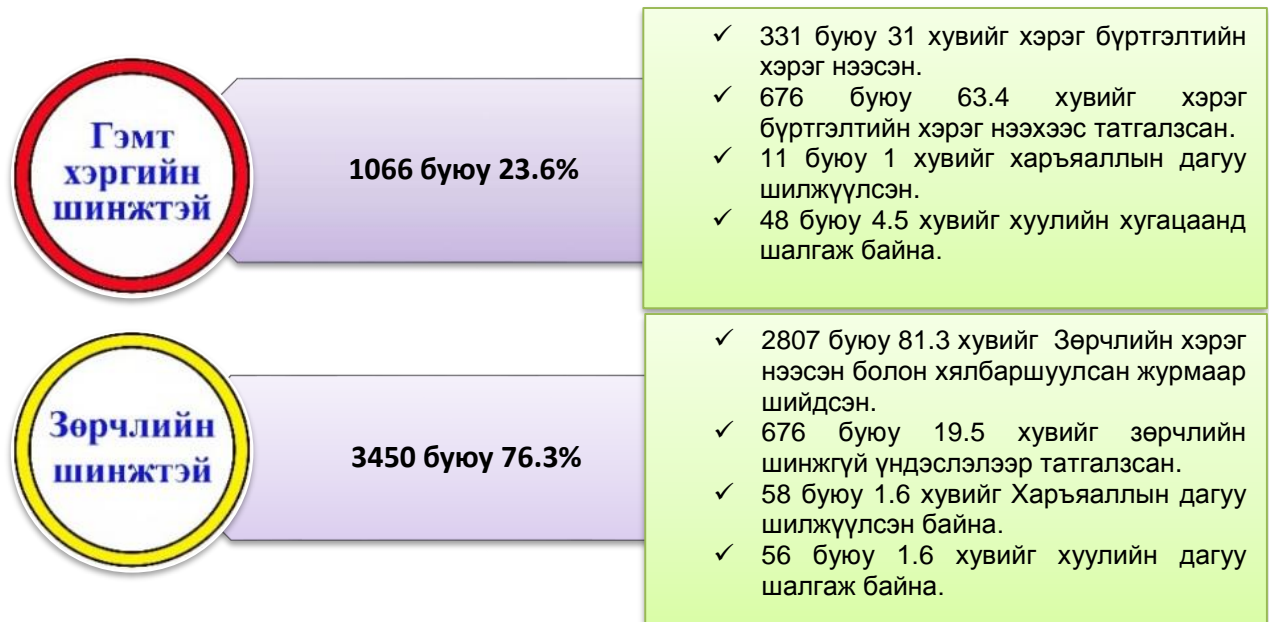 Гэмт
хэргийн
шинжтэй
1066 буюу 23.6%
✓ 331 буюу 31 хувийг хэрэг бүртгэлтийн
хэрэг нээсэн.
✓ 676 буюу 63.4 хувийг хэрэг
бүртгэлтийн хэрэг нээхээс татгалзсан.
✓ 11 буюу 1 хувийг харъяаллын дагуу
шилжүүлсэн.
✓ 48 буюу 4.5 хувийг хуулийн хугацаанд
шалгаж байна.
Зөрчлийн
шинжтэй
3450 буюу 76.3%
✓ 2807 буюу 81.3 хувийг Зөрчлийн хэрэг
нээсэн болон хялбаршуулсан журмаар
шийдсэн.
✓ 676 буюу 19.5 хувийг зөрчлийн
шинжгүй үндэслэлээр татгалзсан.
✓ 58 буюу 1.6 хувийг Харъяаллын дагуу
шилжүүлсэн байна.
✓ 56 буюу 1.6 хувийг хуулийн дагуу
шалгаж байна.